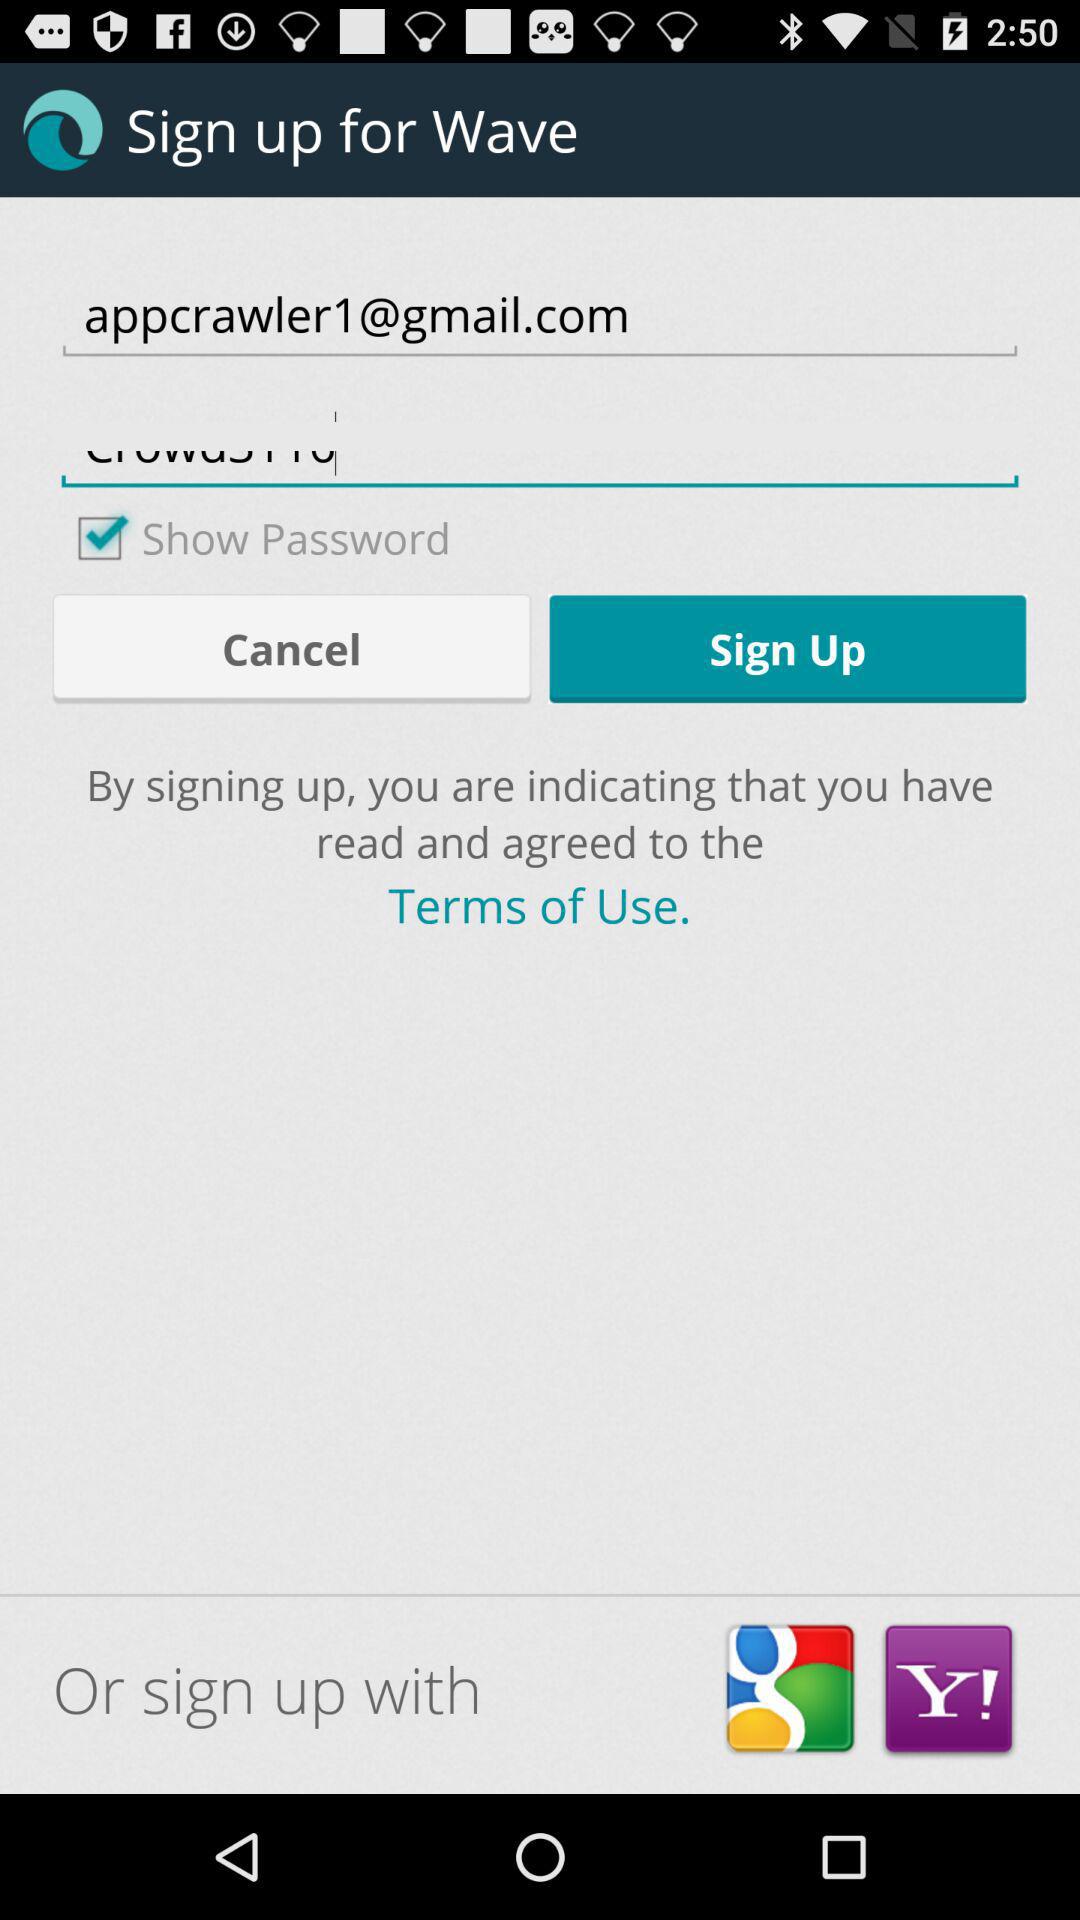 2:50
Sign up for Wave
appcrawler1@gmail.com
Show Password
Cancel
Sign Up
By signing up, you are indicating that you have
read and agreed to the
Terms of Use.
Or sign up with
Y!